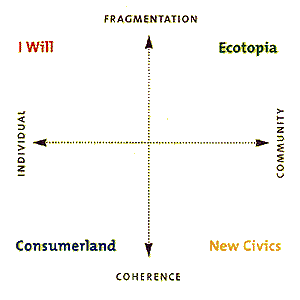 FRAGMENTATION
I Will
Ecotopia
INDIVIDUAL
COMMUNITY
Consumerland
New Civics
COHERENCE